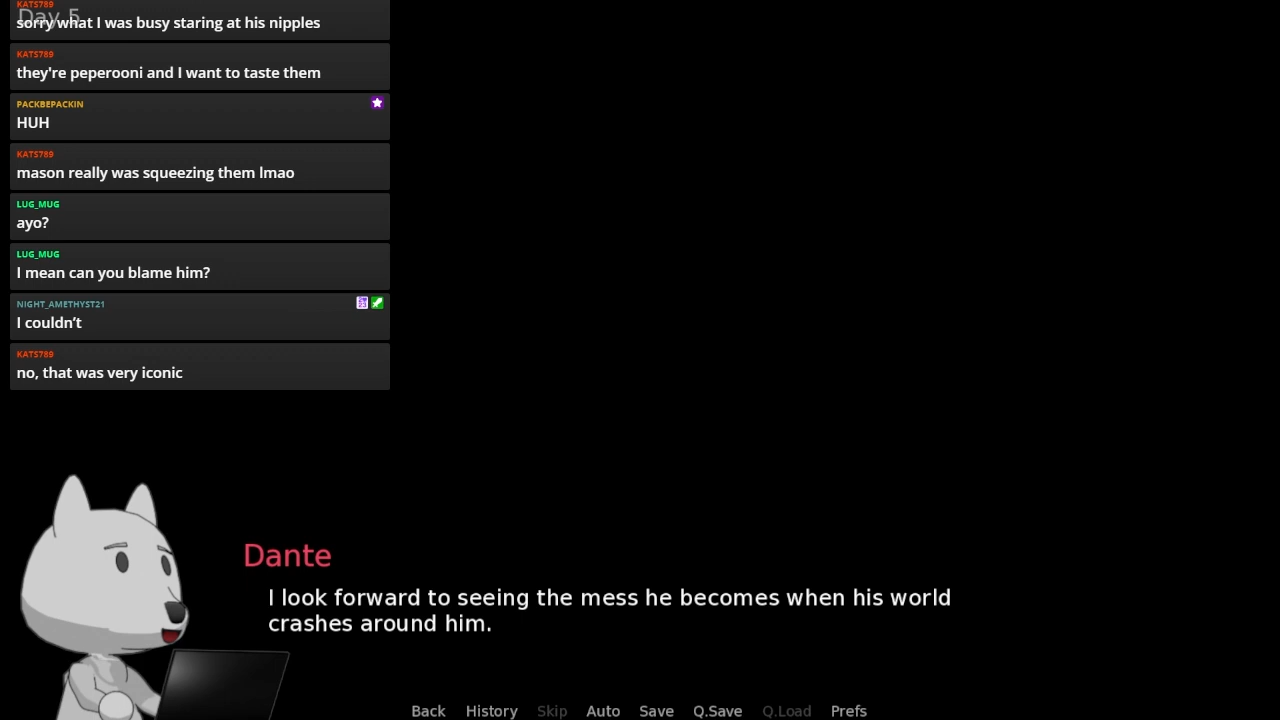 KATS789
Day 5
sorry what I was busy staring at his nipples
KATS789
they're peperooni and I want to taste them
PACKBEPACKIN
HUH
KATS789
mason really was squeezing them lmao
LUG_MUG
ayo?
LUG_MUG
I mean can you blame him?
NIGHT_AMETHYST21
I couldn’t
KATS789
no, that was very iconic
Dante
I look forward to seeing the mess he becomes when his world
crashes around him.
Back History Skip Auto Save Q.Save Q.Load Prefs